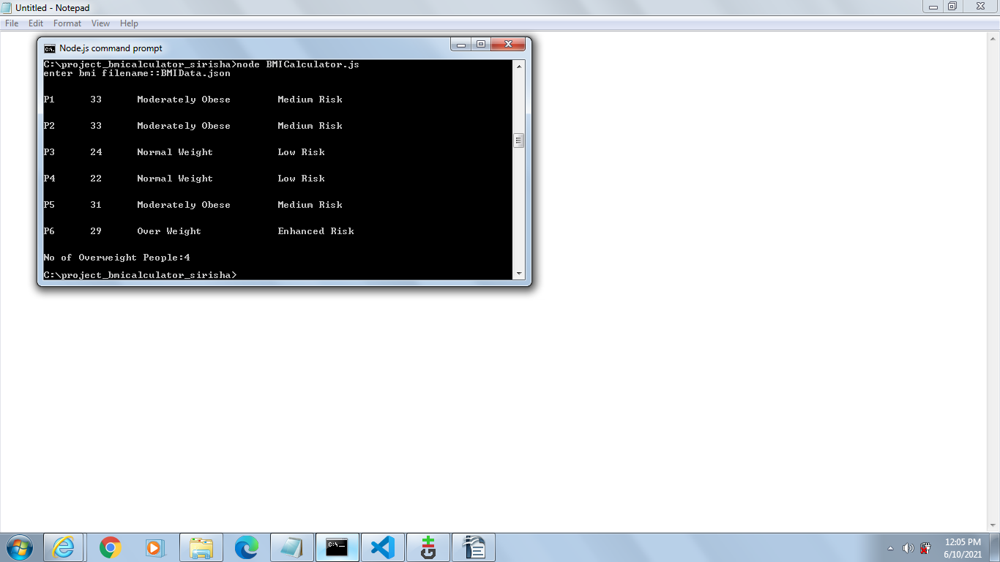 Untitled - Notepad
File Edit Format View Help
Node.js command prompt
C:\project_bmicalculator_sirisha>node BMICalculator.js
enter bmi filename::BMIData.json
P1 33 Moderately Obese Medium Risk
P2 33 Moderately Obese Medium Risk
P3 24 Normal Weight Low Risk
P4 22 Normal Weight Low Risk
P5 31 Moderately Obese Medium Risk
P6 29 Over Weight Enhanced Risk
No of Overweight People:4
C:\project_bmicalculator_sirisha>
12:05 PM
6/10/2021